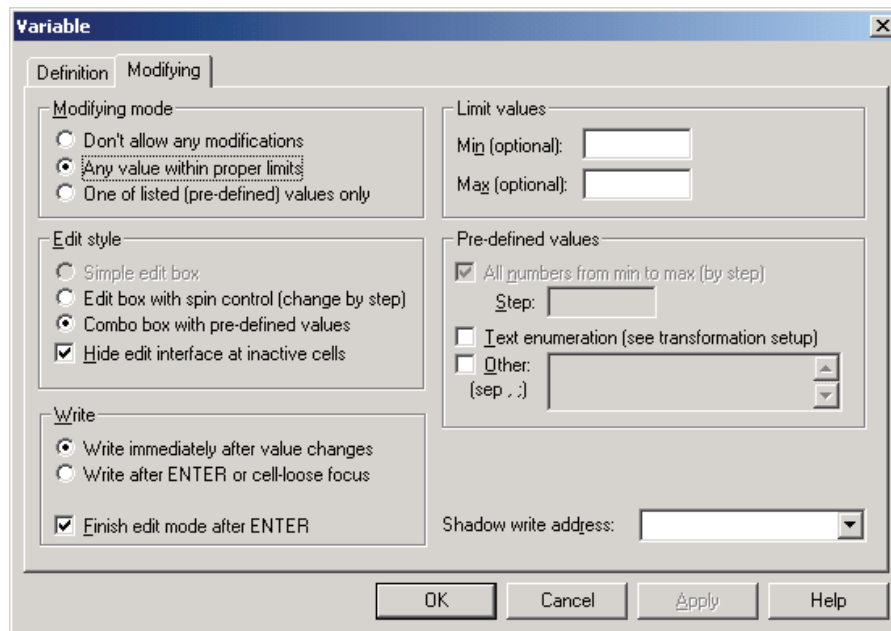 Variable
Definition
Modifying
Modifying mode
Don't allow any modifications
Any value within proper limits
One of listed (pre-defined) values only
Edit style
Simple edit box
Edit box with spin control (change by step)
Combo box with pre-defined values
Hide edit interface at inactive cells
Write
Write immediately after value changes
Write after ENTER or cell-loose focus
Finish edit mode after ENTER
Limit values
Min (optional):
Max (optional):
Pre-defined values
All numbers from min to max (by step)
Step:
Text enumeration (see transformation setup)
Other:
(sep , ;)
Shadow write address:
OK
Cancel
Apply
Help